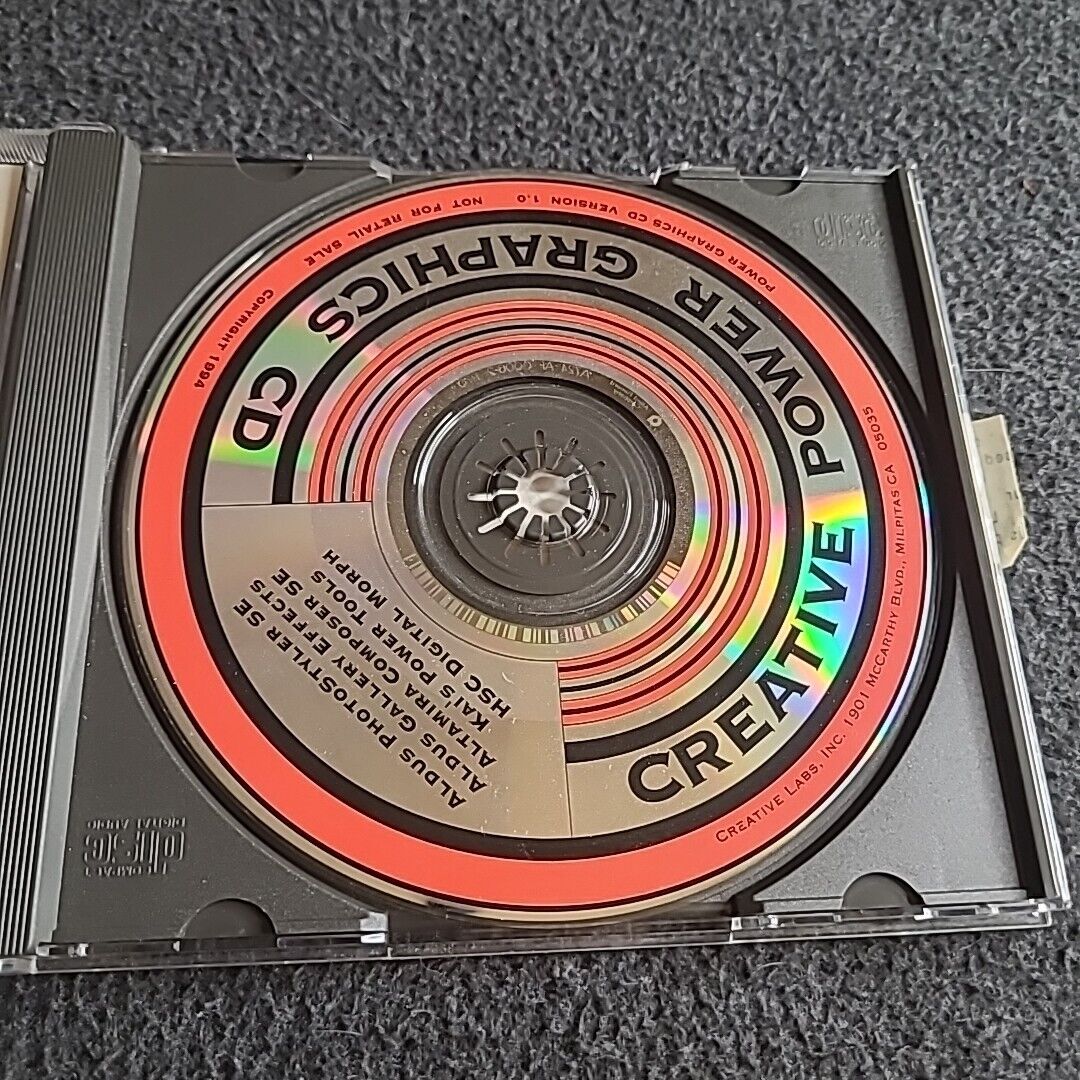 CREATIVE POWER GRAPHICS CD
ALDUS PHOTOSTYLER SE
ALDUS GALLERY EFFECTS
ALTAMIRA COMPOSER SE
KAI'S POWER TOOLS
HSC DIGITAL MORPH
CREATIVE LABS, INC. 1901 MCCARTHY BLVD., MILPITAS CA 05035
POWER GRAPHICS CD VERSION 1.0
NOT FOR RETAIL SALE
COPYRIGHT 1994
COMPACT
disc
DIGITAL AUDIO